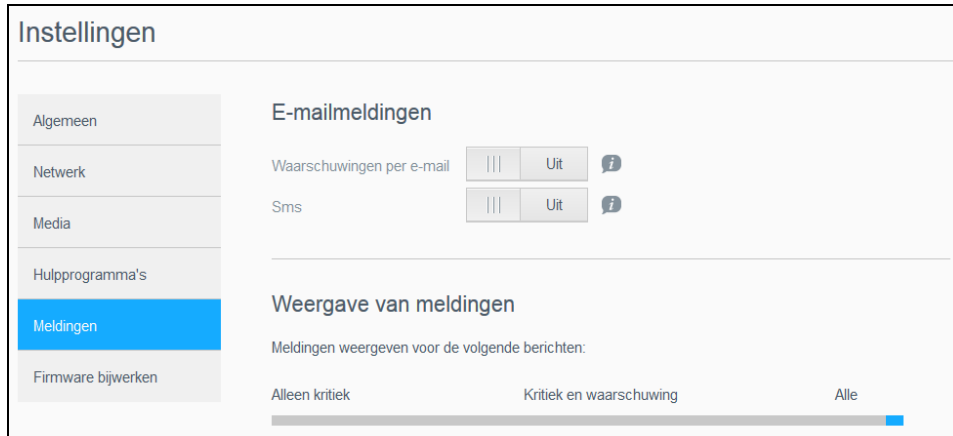 Instellingen
Algemeen
Netwerk
Media
Hulpprogramma's
Meldingen
Firmware bijwerken
E-mailmeldingen
Waarschuwingen per e-mail Uit
Sms Uit
Weergave van meldingen
Meldingen weergeven voor de volgende berichten:
Alleen kritiek Kritiek en waarschuwing Alle